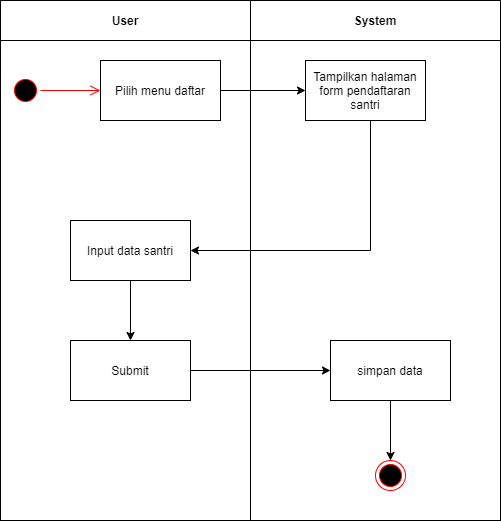 User
System
Pilih menu daftar
Tampilkan halaman
form pendaftaran
santri
Input data santri
Submit
simpan data